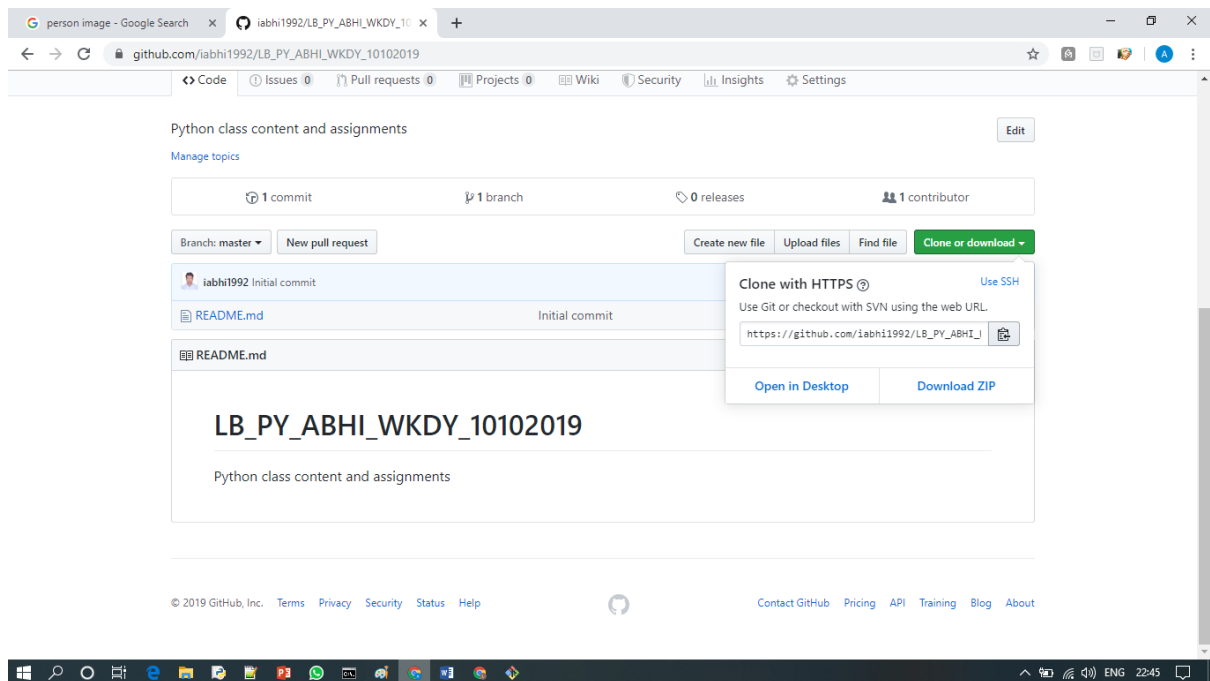 person image - Google Search
iabhi1992/LB_PY_ABHI_WKDY_10
github.com/iabhi1992/LB_PY_ABHI_WKDY_10102019
A
Code Issues 0 Pull requests 0 Projects 0 Wiki Security Insights Settings
Python class content and assignments
Edit
Manage topics
1 commit 1 branch 0 releases 1 contributor
Branch: master New pull request Create new file Upload files Find file Clone or download
iabhi1992 Initial commit
README.md Initial commit
Clone with HTTPS Use SSH
Use Git or checkout with SVN using the web URL.
https://github.com/iabhi1992/LB_PY_ABHI_
Open in Desktop Download ZIP
README.md
LB_PY_ABHI_WKDY_10102019
Python class content and assignments
© 2019 GitHub, Inc. Terms Privacy Security Status Help Contact GitHub Pricing API Training Blog About
ENG 22:45